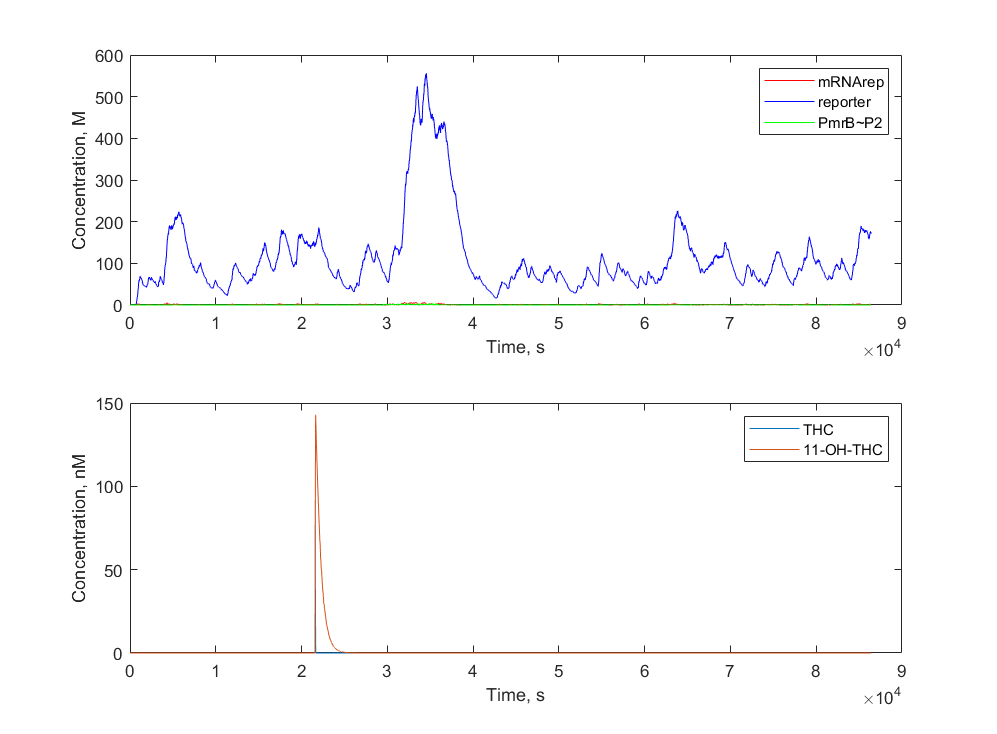 600
500
400
300
200
100
0
Concentration, M
mRNArep
reporter
PmrB~P2
0 1 2 3 4 5 6 7 8 9
Time, s
×10^4
150
100
50
0
Concentration, nM
THC
11-OH-THC
0 1 2 3 4 5 6 7 8 9
Time, s
×10^4